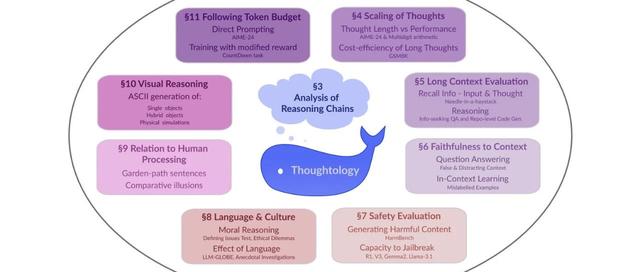 §11 Following Token Budget
Direct Prompting
AIME-24
Training with modified reward
CountDown task
§4 Scaling of Thoughts
Thought Length vs Performance
AIME-24 & Multidigit arithmetic
Cost-efficiency of Long Thoughts
GSM8K
§10 Visual Reasoning
ASCII generation of:
Single objects
Hybrid objects
Physical simulations
§3
Analysis of
Reasoning Chains
§5 Long Context Evaluation
Recall Info - Input & Thought
Needle-in-a-haystack
Reasoning
Info-seeking QA and Repo-level Code Gen
§9 Relation to Human
Processing
Garden-path sentences
Comparative illusions
Thoughtology
§6 Faithfulness to Context
Question Answering
False & Distracting Context
In-Context Learning
Mislabelled Examples
§8 Language & Culture
Moral Reasoning
Defining Issues Test, Ethical Dilemmas
Effect of Language
LLM-GLOBE, Anecdotal Investigations
§7 Safety Evaluation
Generating Harmful Content
HarmBench
Capacity to Jailbreak
R1, V3, Gemma2, Llama-3.1